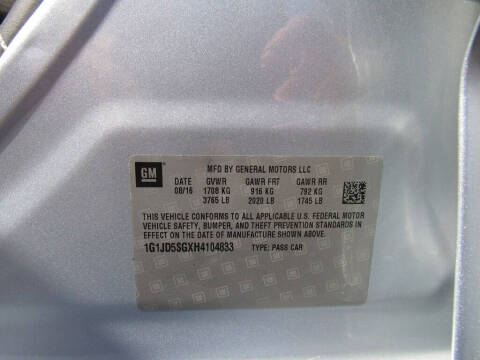 GM
MFD BY GENERAL MOTORS LLC
DATE GVWR GAWR FRT GAWR RR
08/16 1708 KG 916 KG 792 KG
3765 LB 2020 LB 1745 LB
THIS VEHICLE CONFORMS TO ALL APPLICABLE U.S. FEDERAL MOTOR
VEHICLE SAFETY, BUMPER, AND THEFT PREVENTION STANDARDS
IN EFFECT ON THE DATE OF MANUFACTURE SHOWN ABOVE.
1G1JD5SGXH4104833 TYPE: PASS CAR